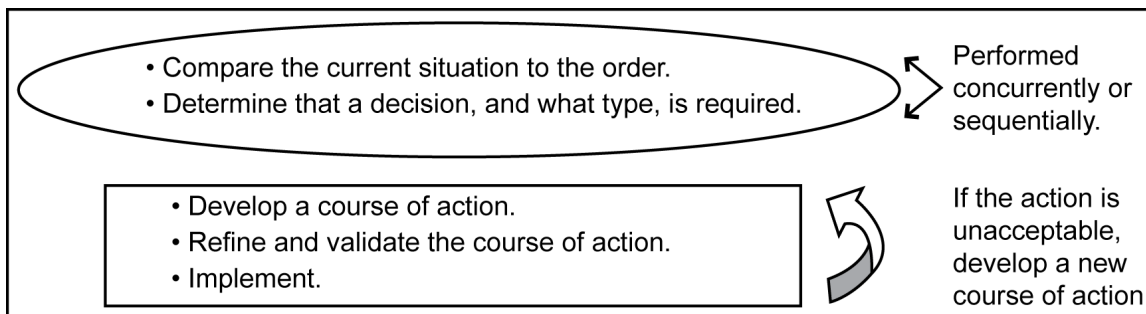 • Compare the current situation to the order.
• Determine that a decision, and what type, is required.
Performed
concurrently or
sequentially.
• Develop a course of action.
• Refine and validate the course of action.
• Implement.
If the action is
unacceptable,
develop a new
course of action